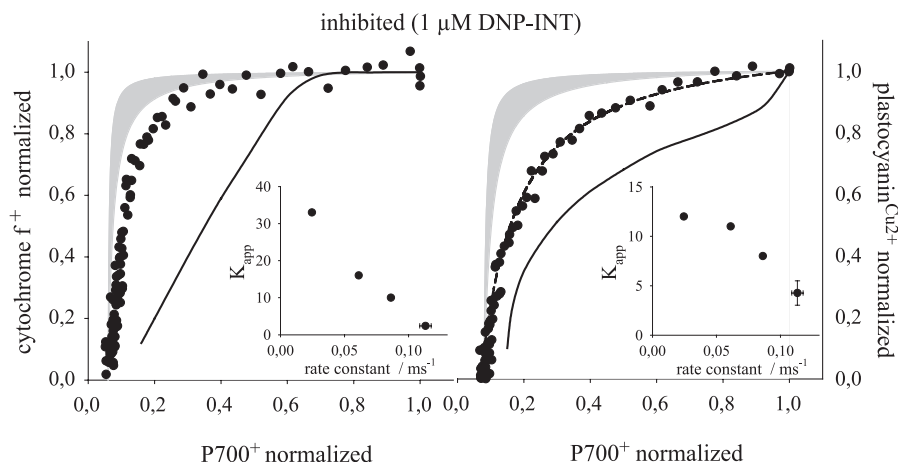 inhibited (1 μM DNP-INT)
cytochrome f⁺ normalized
1,0
0,8
0,6
0,4
0,2
0,0
0,0 0,2 0,4 0,6 0,8 1,0
P700⁺ normalized
K_app
40
30
20
10
0
0,00 0,05 0,10
rate constant / ms⁻¹
K_app
15
10
5
0
0,00 0,05 0,10
rate constant / ms⁻¹
0,0 0,2 0,4 0,6 0,8 1,0
P700⁺ normalized
1,0
0,8
0,6
0,4
0,2
0,0
plastocyanin^Cu2+ normalized